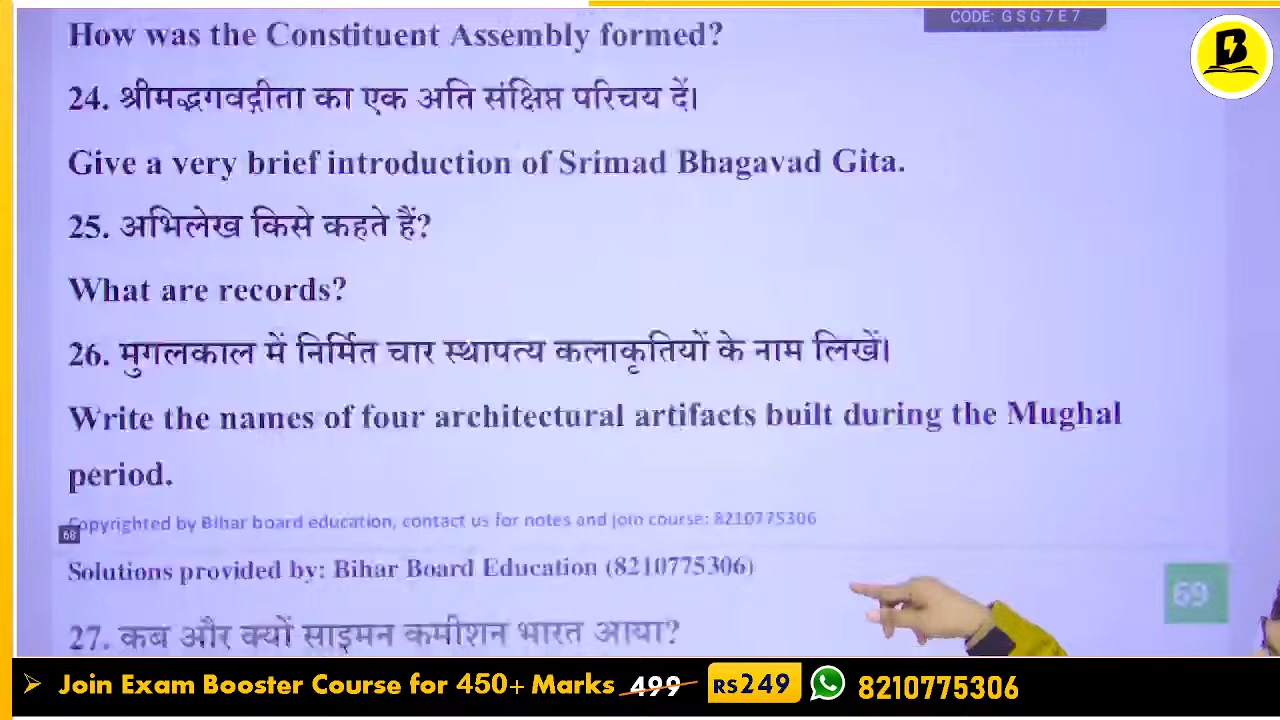 CODE: G S G 7 E 7
How was the Constituent Assembly formed?
B
24. श्रीमद्भगवद्गीता का एक अति संक्षिप्त परिचय दें।
Give a very brief introduction of Srimad Bhagavad Gita.
25. अभिलेख किसे कहते हैं?
What are records?
26. मुगलकाल में निर्मित चार स्थापत्य कलाकृतियों के नाम लिखें।
Write the names of four architectural artifacts built during the Mughal
period.
Copyrighted by Bihar board education, contact us for notes and join course: 8210775306
68
Solutions provided by: Bihar Board Education (8210775306)
69
27. कब और क्यों साइमन कमीशन भारत आया?
Join Exam Booster Course for 450+ Marks 499 RS249 8210775306